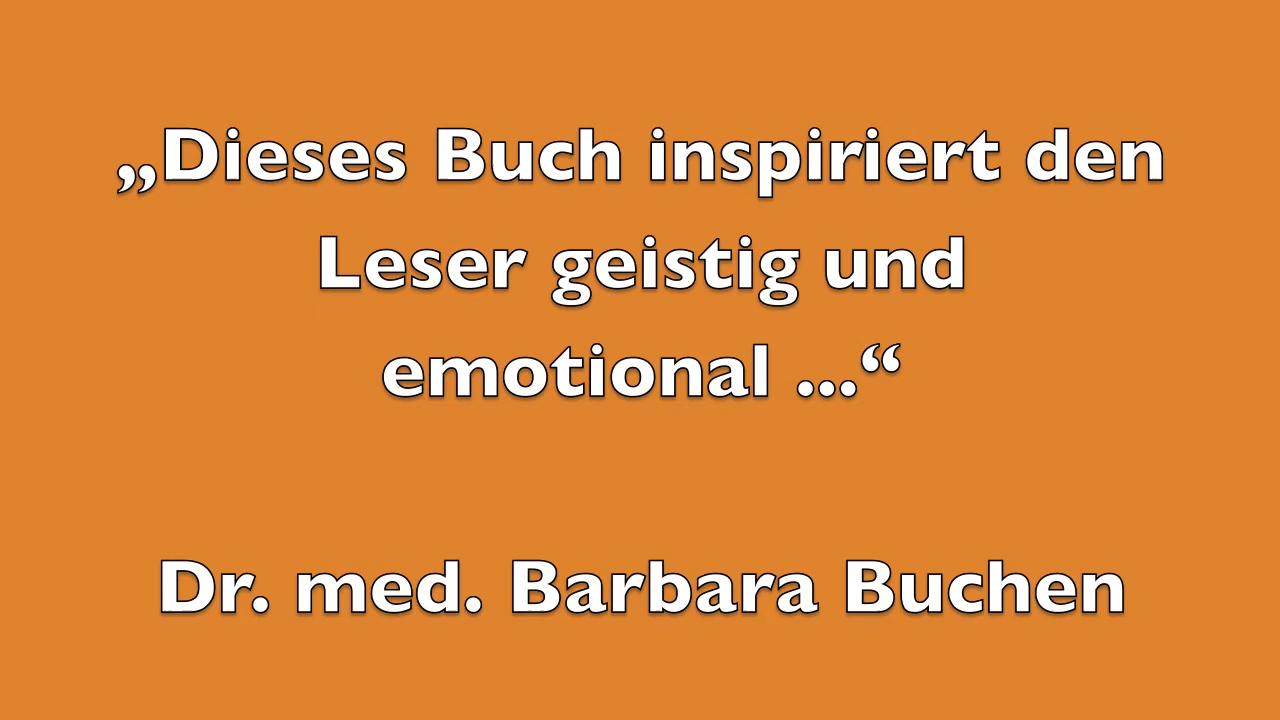 „Dieses Buch inspiriert den
Leser geistig und
emotional ...“
Dr. med. Barbara Buchen